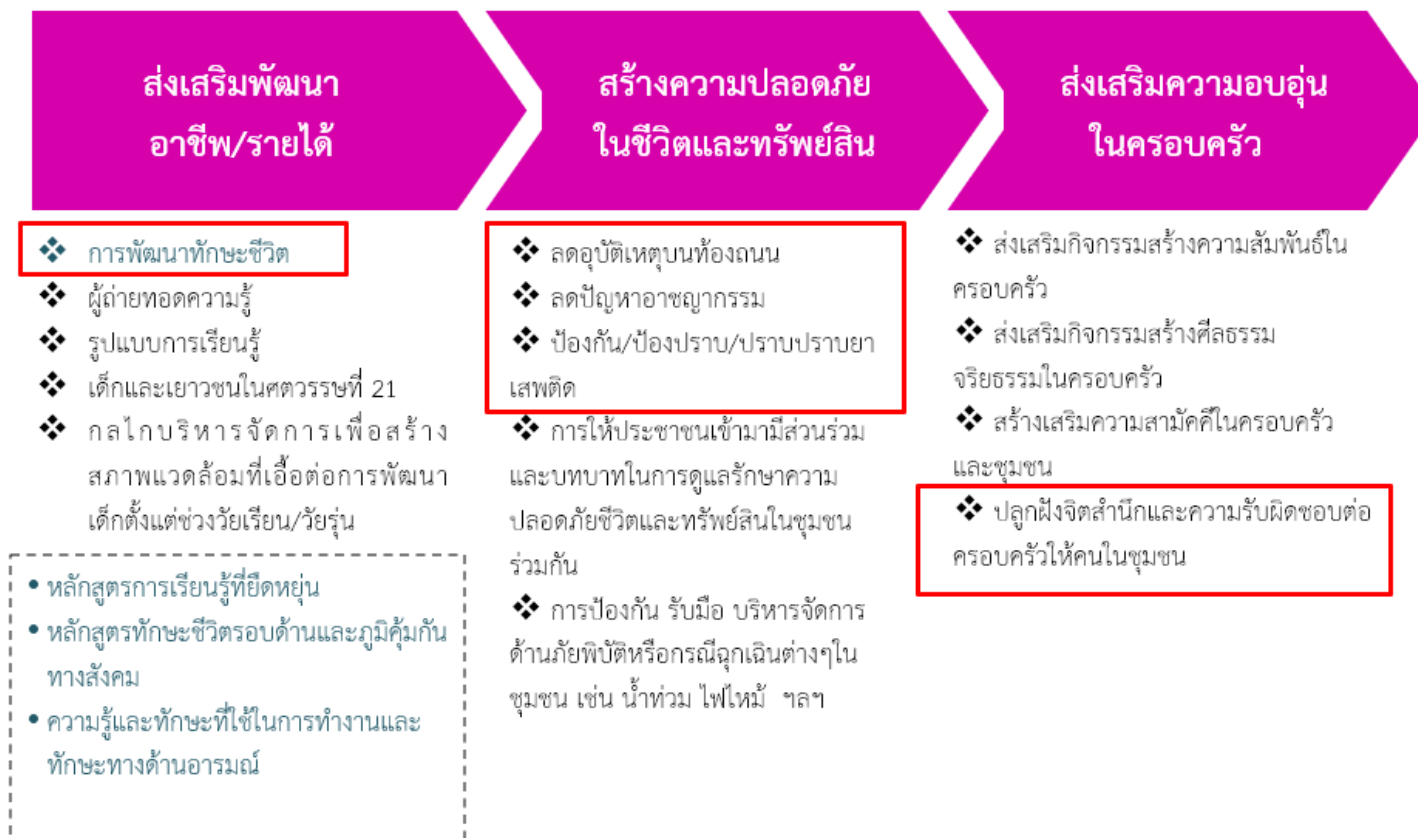 ส่งเสริมพัฒนา
อาชีพ/รายได้
❖ การพัฒนาทักษะชีวิต
❖ ผู้ถ่ายทอดความรู้
❖ รูปแบบการเรียนรู้
❖ เด็กและเยาวชนในศตวรรษที่ 21
❖ กลไกบริหารจัดการเพื่อสร้าง
สภาพแวดล้อมที่เอื้อต่อการพัฒนา
เด็กตั้งแต่ช่วงวัยเรียน/วัยรุ่น
• หลักสูตรการเรียนรู้ที่ยืดหยุ่น
• หลักสูตรทักษะชีวิตรอบด้านและภูมิคุ้มกัน
ทางสังคม
• ความรู้และทักษะที่ใช้ในการทำงานและ
ทักษะทางด้านอารมณ์
สร้างความปลอดภัย
ในชีวิตและทรัพย์สิน
❖ ลดอุบัติเหตุบนท้องถนน
❖ ลดปัญหาอาชญากรรม
❖ ป้องกัน/ป้องปราบ/ปราบปราบยา
เสพติด
❖ การให้ประชาชนเข้ามามีส่วนร่วม
และบทบาทในการดูแลรักษาความ
ปลอดภัยชีวิตและทรัพย์สินในชุมชน
ร่วมกัน
❖ การป้องกัน รับมือ บริหารจัดการ
ด้านภัยพิบัติหรือกรณีฉุกเฉินต่างๆใน
ชุมชน เช่น น้ำท่วม ไฟไหม้ ฯลฯ
ส่งเสริมความอบอุ่น
ในครอบครัว
❖ ส่งเสริมกิจกรรมสร้างความสัมพันธ์ใน
ครอบครัว
❖ ส่งเสริมกิจกรรมสร้างศีลธรรม
จริยธรรมในครอบครัว
❖ สร้างเสริมความสามัคคีในครอบครัว
และชุมชน
❖ ปลูกฝังจิตสำนึกและความรับผิดชอบต่อ
ครอบครัวให้คนในชุมชน